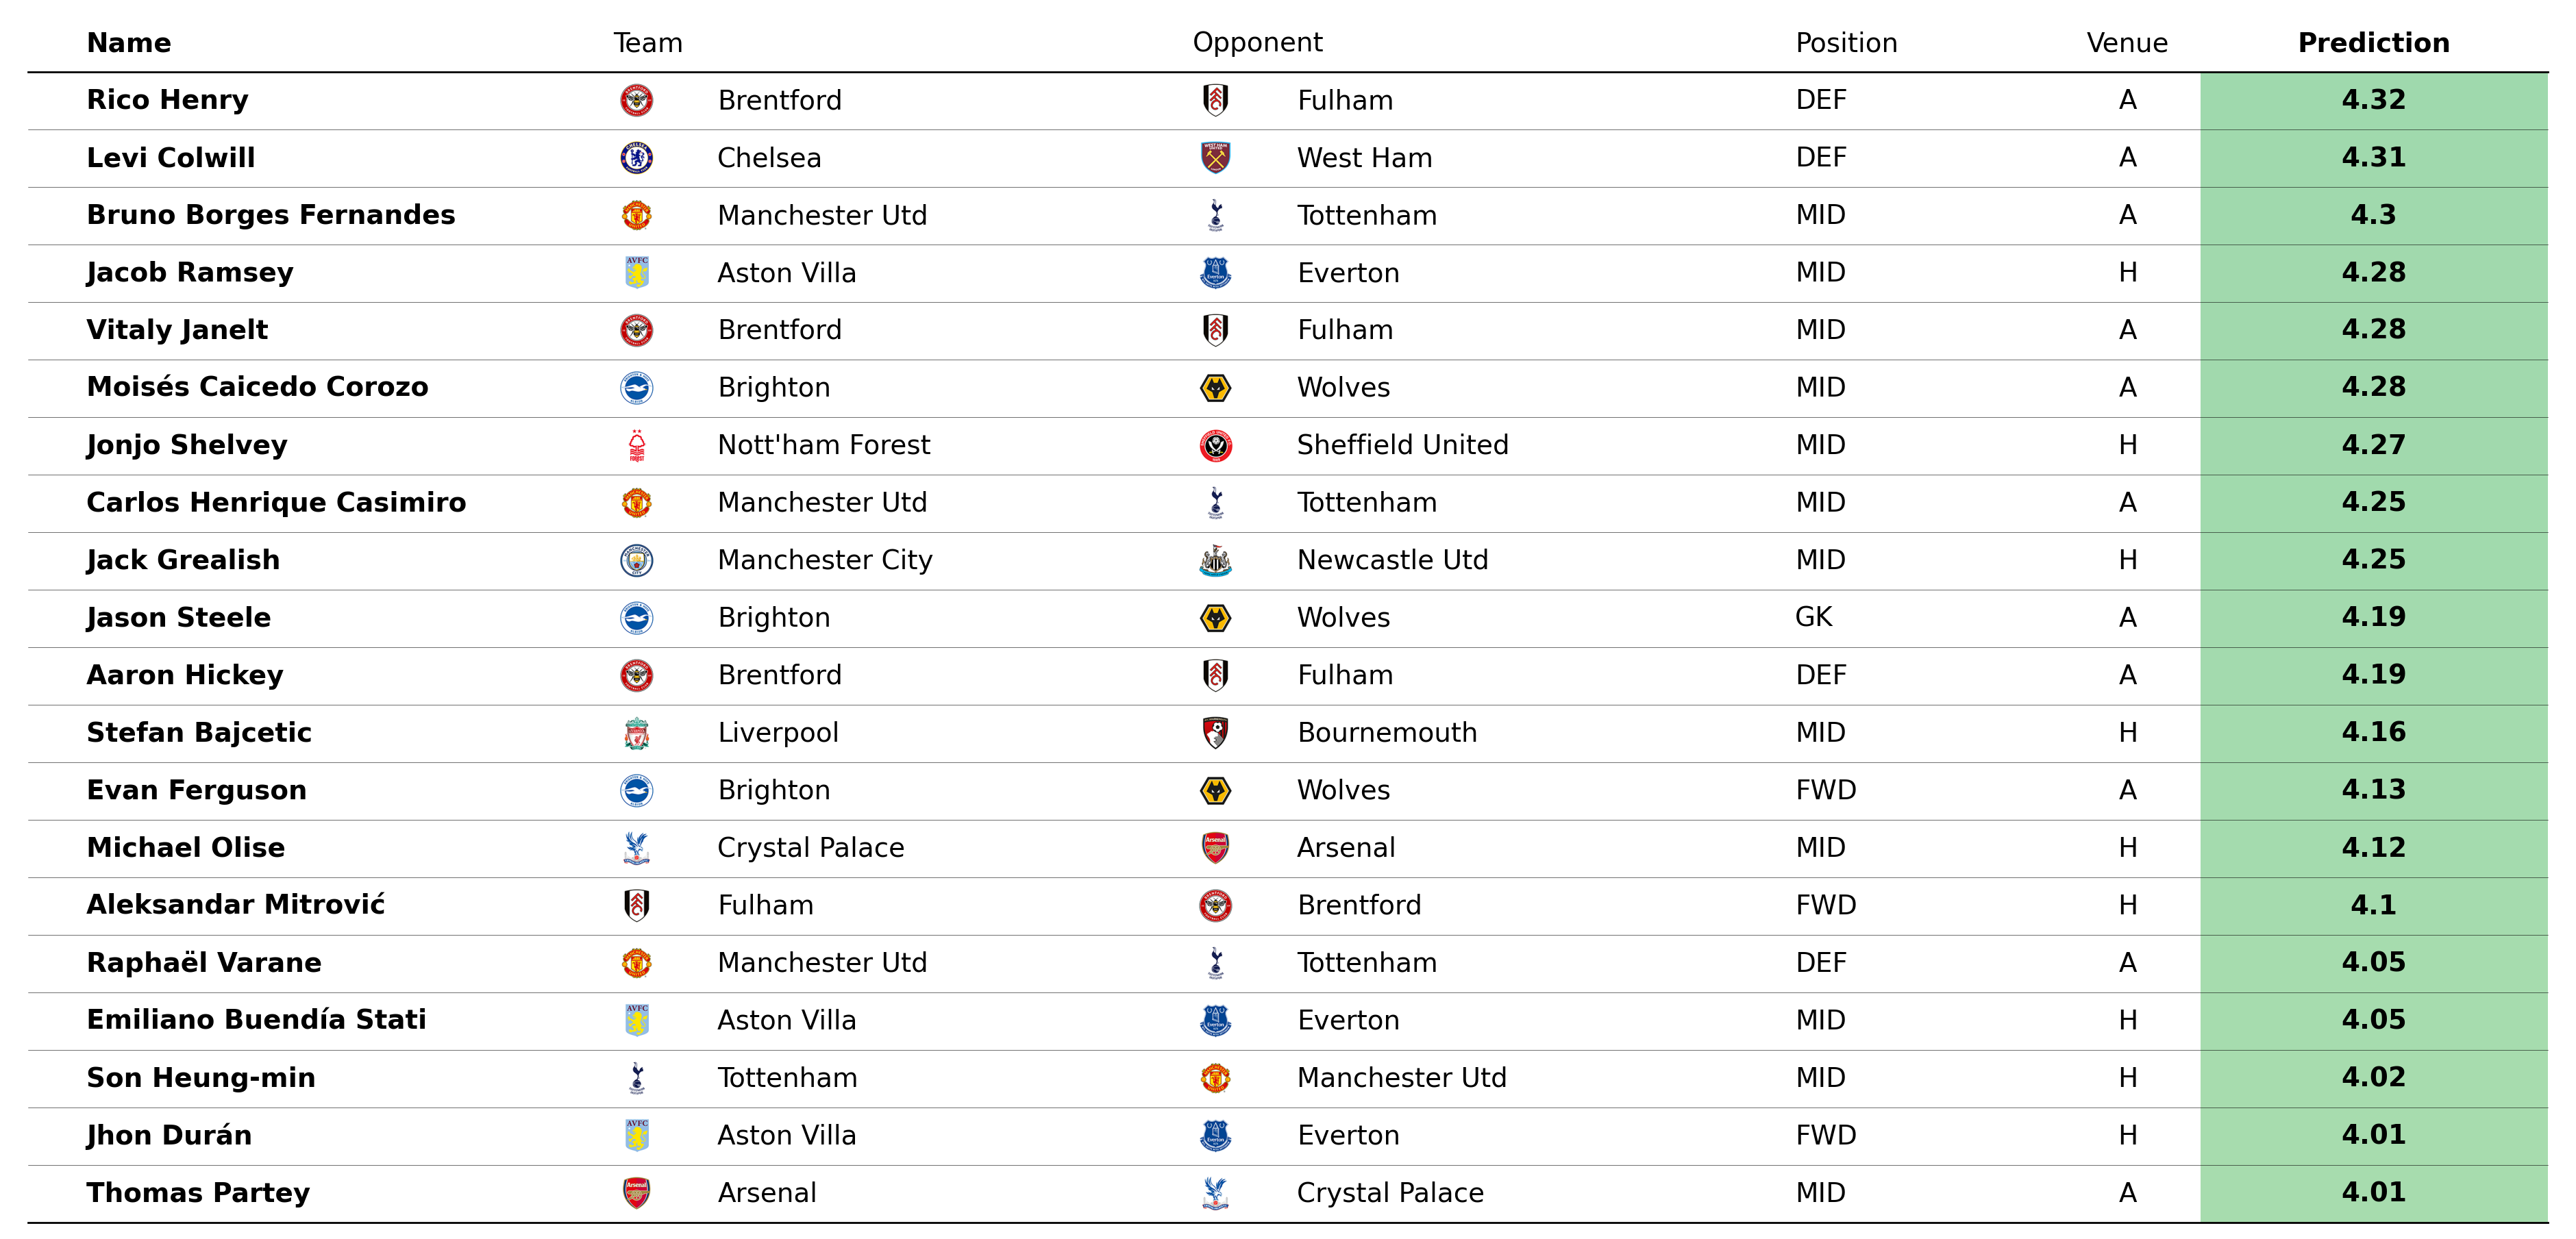 Name Team Opponent Position Venue Prediction
Rico Henry Brentford Fulham DEF A 4.32
Levi Colwill Chelsea West Ham DEF A 4.31
Bruno Borges Fernandes Manchester Utd Tottenham MID A 4.3
Jacob Ramsey Aston Villa Everton MID H 4.28
Vitaly Janelt Brentford Fulham MID A 4.28
Moisés Caicedo Corozo Brighton Wolves MID A 4.28
Jonjo Shelvey Nott'ham Forest Sheffield United MID H 4.27
Carlos Henrique Casimiro Manchester Utd Tottenham MID A 4.25
Jack Grealish Manchester City Newcastle Utd MID H 4.25
Jason Steele Brighton Wolves GK A 4.19
Aaron Hickey Brentford Fulham DEF A 4.19
Stefan Bajcetic Liverpool Bournemouth MID H 4.16
Evan Ferguson Brighton Wolves FWD A 4.13
Michael Olise Crystal Palace Arsenal MID H 4.12
Aleksandar Mitrović Fulham Brentford FWD H 4.1
Raphaël Varane Manchester Utd Tottenham DEF A 4.05
Emiliano Buendía Stati Aston Villa Everton MID H 4.05
Son Heung-min Tottenham Manchester Utd MID H 4.02
Jhon Durán Aston Villa Everton FWD H 4.01
Thomas Partey Arsenal Crystal Palace MID A 4.01